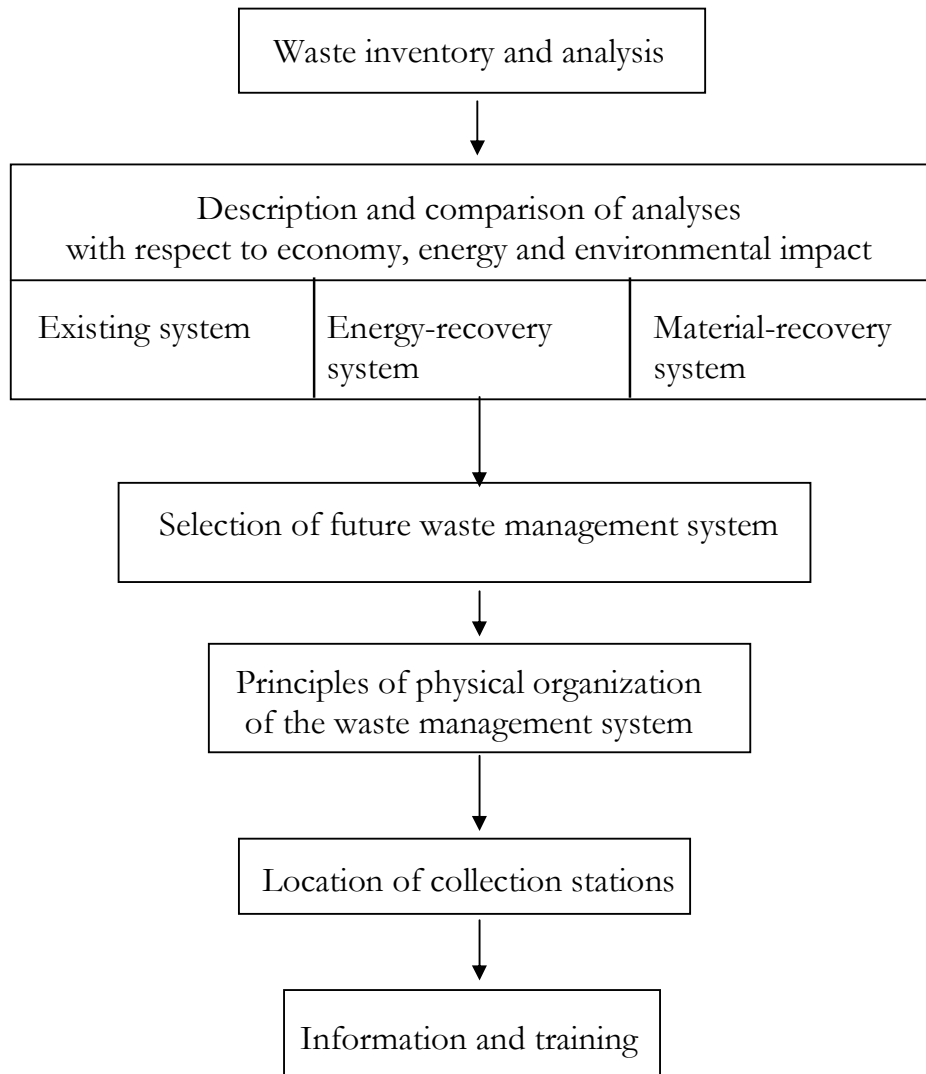 Waste inventory and analysis
Description and comparison of analyses
with respect to economy, energy and environmental impact
Existing system
Energy-recovery
system
Material-recovery
system
Selection of future waste management system
Principles of physical organization
of the waste management system
Location of collection stations
Information and training